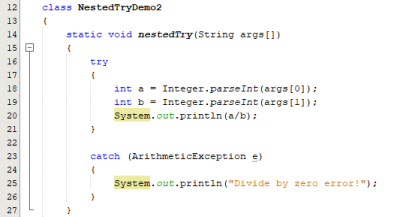 12 class NestedTryDemo2
13 {
14 static void nestedTry(String args[])
15 {
16 try
17 {
18 int a = Integer.parseInt(args[0]);
19 int b = Integer.parseInt(args[1]);
20 System.out.println(a/b);
21 }
22
23 catch (ArithmeticException e)
24 {
25 System.out.println("Divide by zero error!");
26 }
27 }